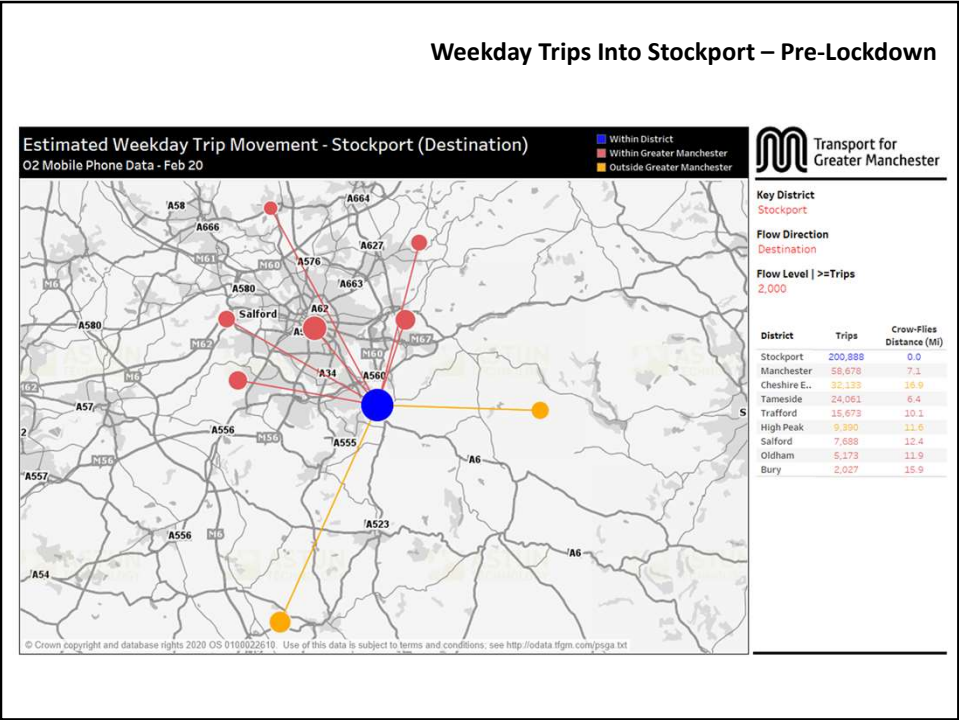 Weekday Trips Into Stockport – Pre-Lockdown
Estimated Weekday Trip Movement - Stockport (Destination)
O2 Mobile Phone Data - Feb 20
Within District
Within Greater Manchester
Outside Greater Manchester
Transport for
Greater Manchester
Key District
Stockport
Flow Direction
Destination
Flow Level | >=Trips
2,000
District Trips Crow-Flies Distance (Mi)
Stockport 200,888 0.0
Manchester 58,678 7.1
Cheshire E.. 32,133 16.9
Tameside 24,061 6.4
Trafford 15,673 10.1
High Peak 9,390 11.6
Salford 7,688 12.4
Oldham 5,173 11.9
Bury 2,027 15.9
A58
A664
A666
A627
M61
M60
A576
M6
A580
A663
Salford
A62
A580
M62
M67
M60
M6
A34
A560
M62
A57
A556
M56
A555
M56
A6
A557
A523
A556
M6
A6
A54
© Crown copyright and database rights 2020 OS 0100022610. Use of this data is subject to terms and conditions, see http://odata.tfgm.com/psga.txt